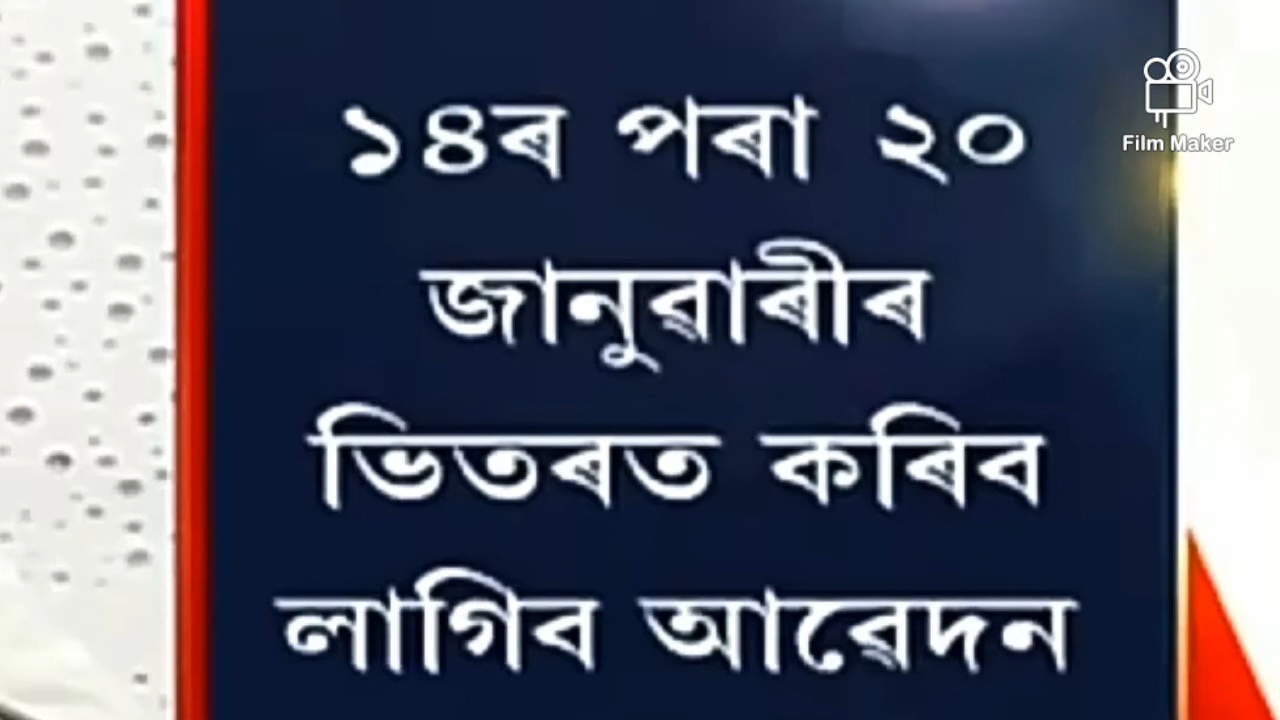 ১৪ৰ পৰা ২০
জানুৱাৰীৰ
ভিতৰত কৰিব
লাগিব আৱেদন
Film Maker